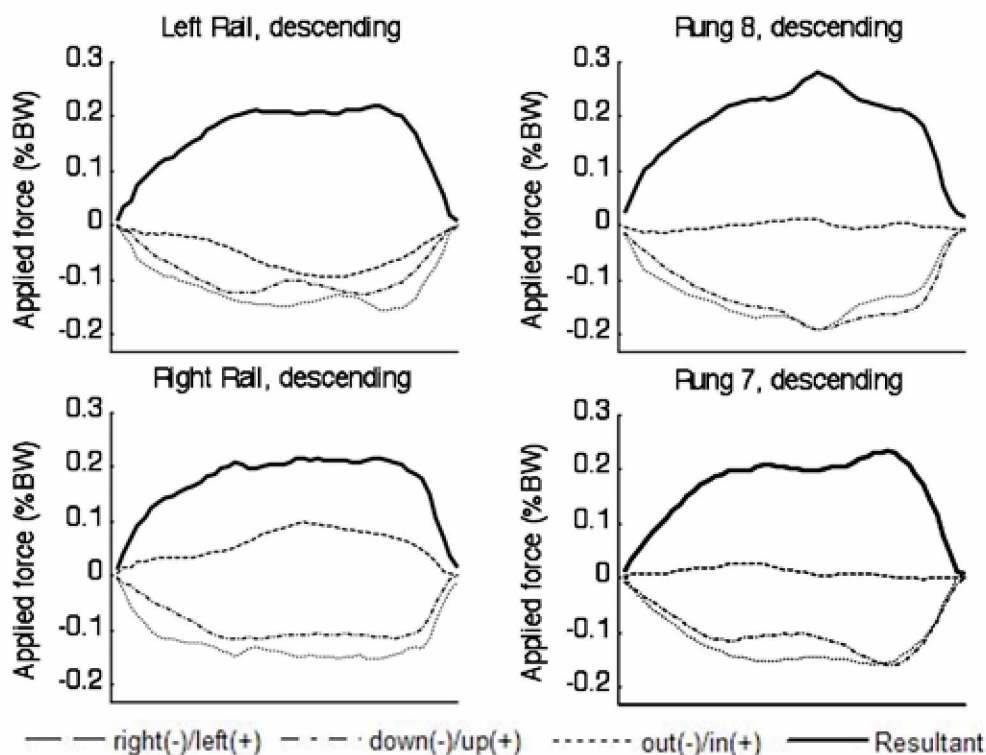 Left Rail, descending
Applied force (%BW)
0.3
0.2
0.1
0
-0.1
-0.2
Rung 8, descending
Applied force (%BW)
0.3
0.2
0.1
0
-0.1
-0.2
Right Rail, descending
Applied force (%BW)
0.3
0.2
0.1
0
-0.1
-0.2
Rung 7, descending
Applied force (%BW)
0.3
0.2
0.1
0
-0.1
-0.2
right(-)/left(+) down(-)/up(+) out(-)/in(+) Resultant